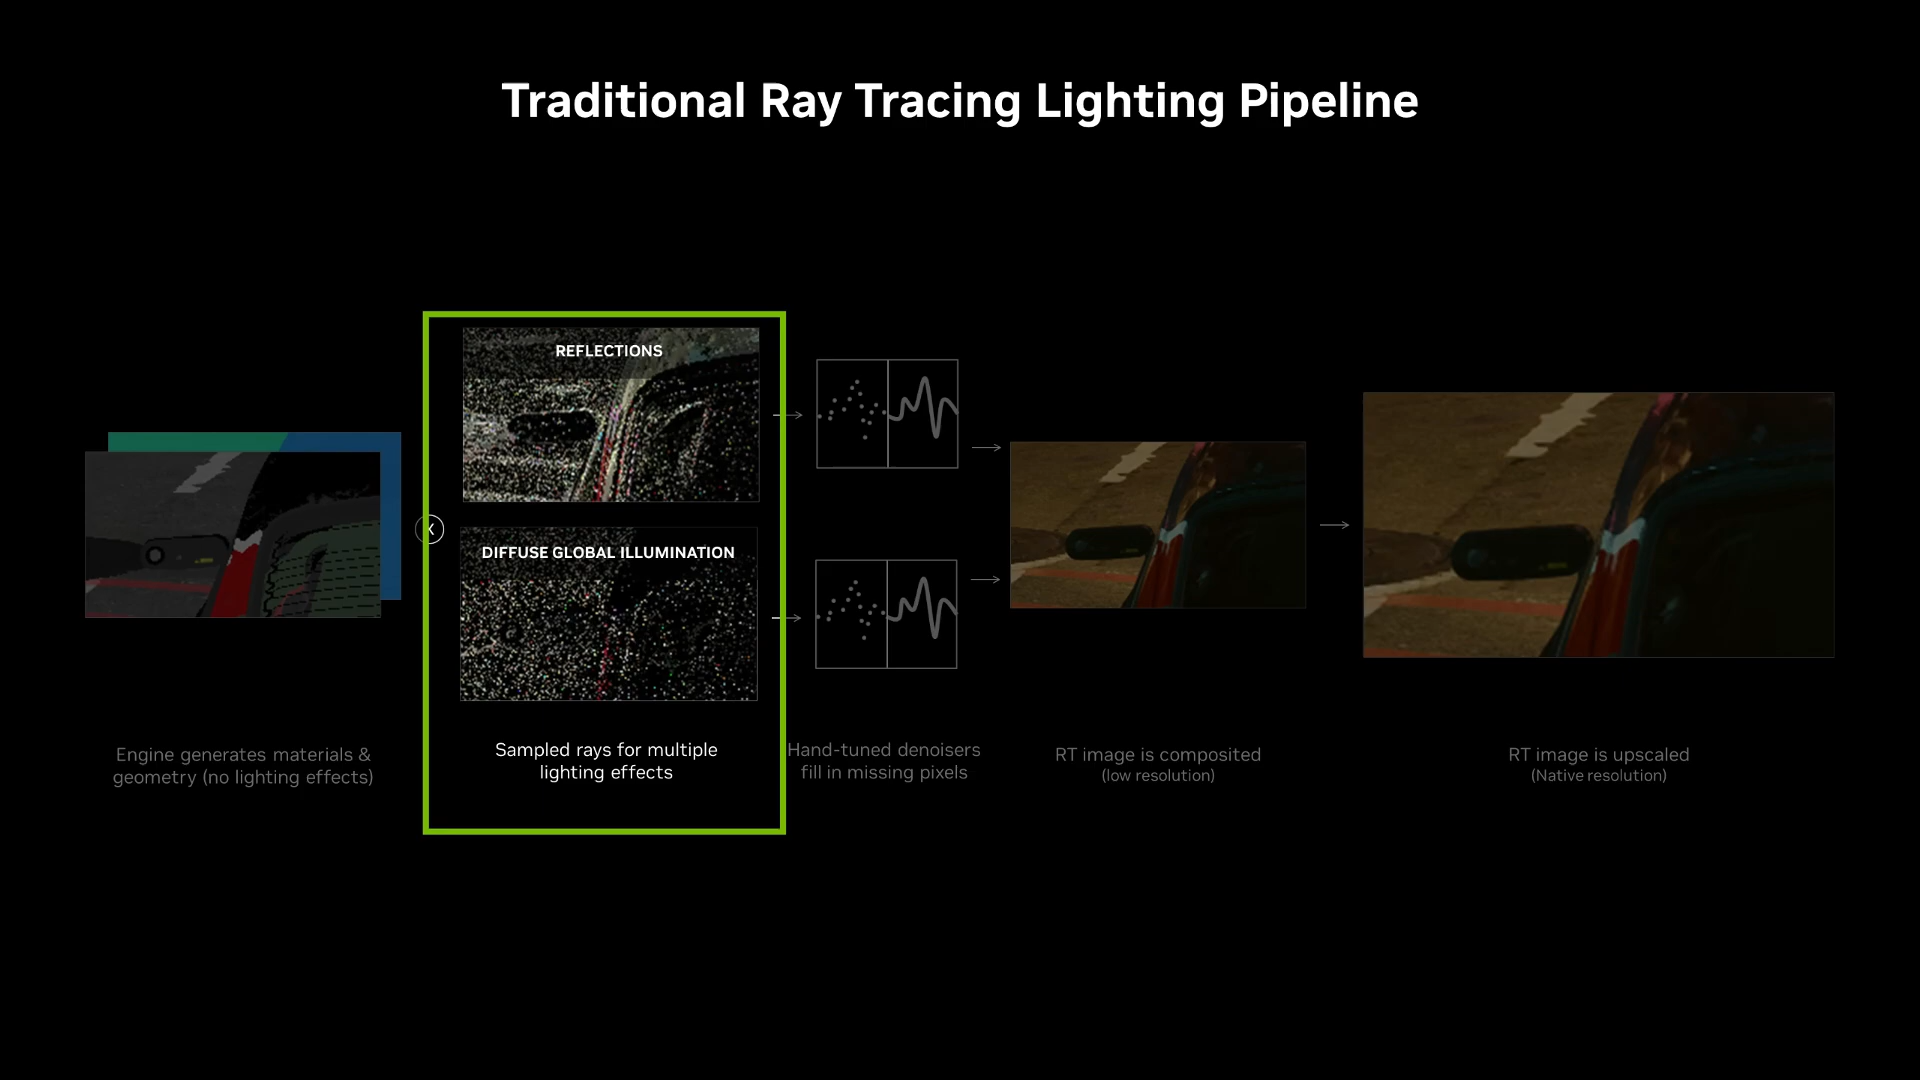 Traditional Ray Tracing Lighting Pipeline
REFLECTIONS
DIFFUSE GLOBAL ILLUMINATION
Engine generates materials &
geometry (no lighting effects)
Sampled rays for multiple
lighting effects
Hand-tuned denoisers
fill in missing pixels
RT image is composited
(low resolution)
RT image is upscaled
(Native resolution)